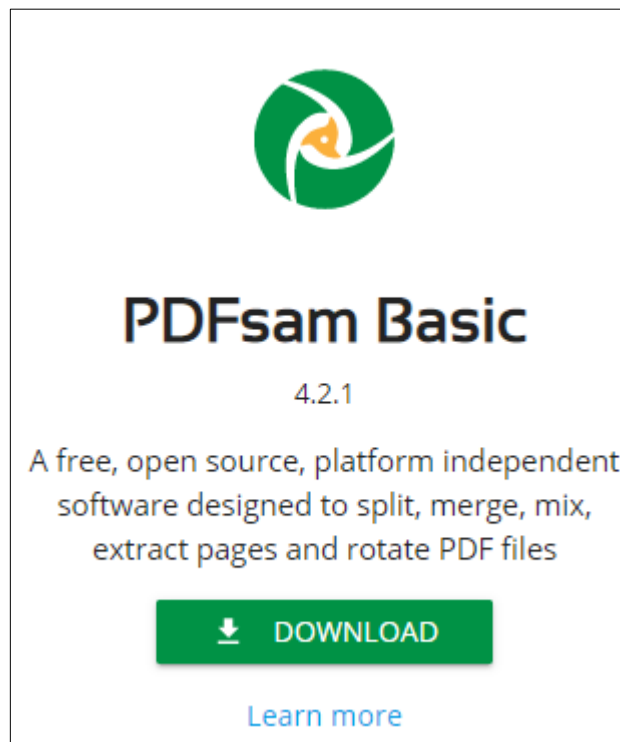 PDFsam Basic
4.2.1
A free, open source, platform independent
software designed to split, merge, mix,
extract pages and rotate PDF files
DOWNLOAD
Learn more